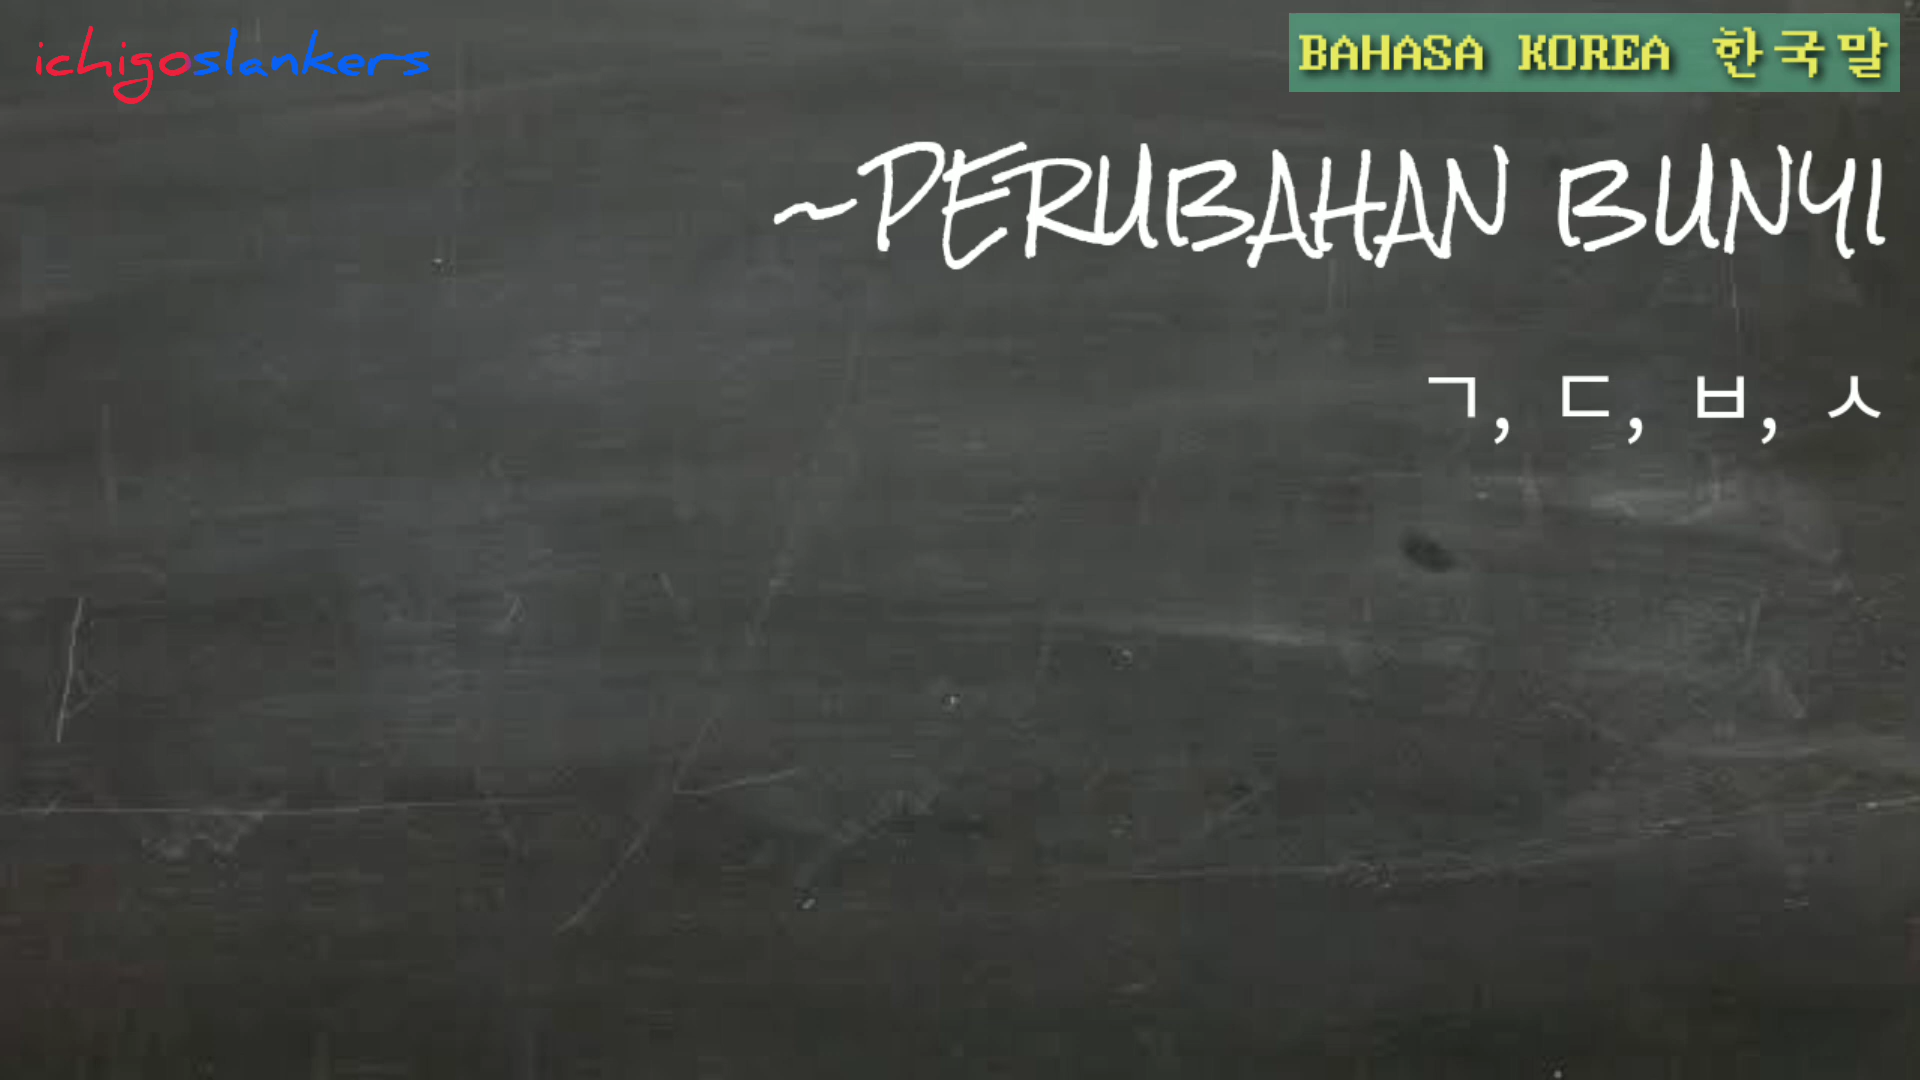 ichigoslankers
BAHASA KOREA 한국말
~PERUBAHAN BUNYI
ㄱ, ㄷ, ㅂ, ㅅ